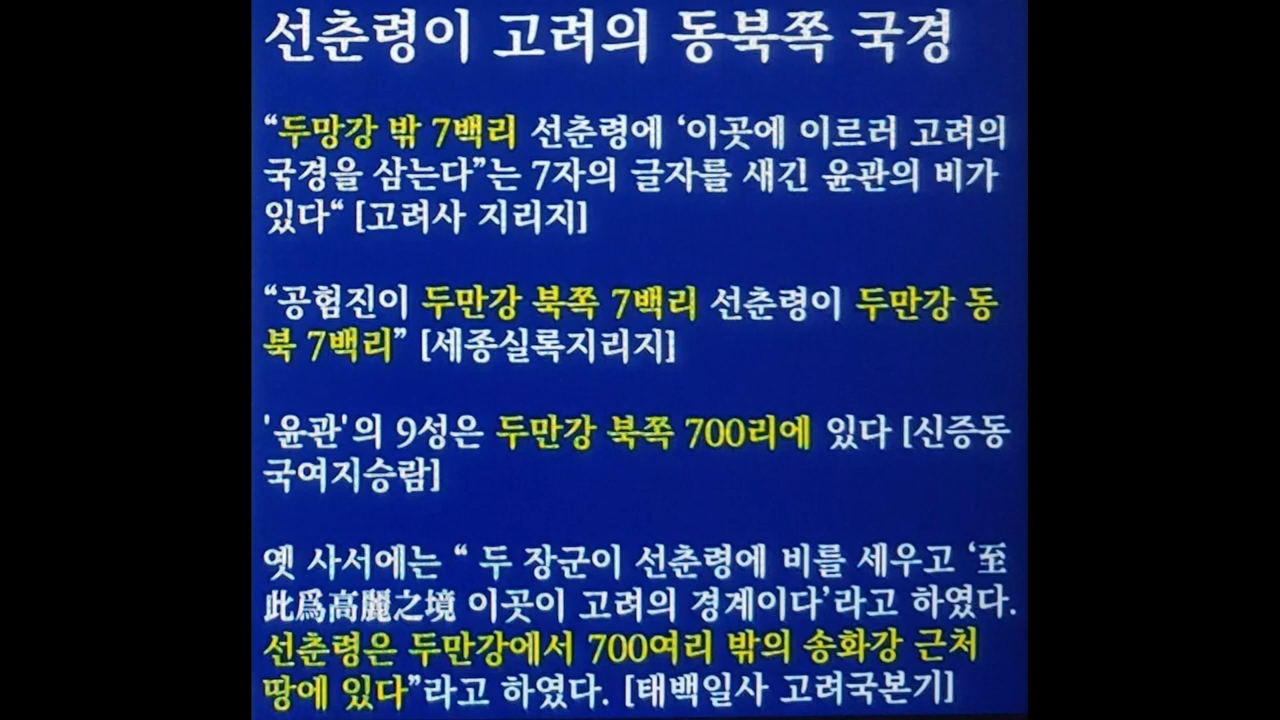 선춘령이 고려의 동북쪽 국경
“두망강 밖 7백리 선춘령에 ‘이곳에 이르러 고려의
국경을 삼는다”는 7자의 글자를 새긴 윤관의 비가
있다“ [고려사 지리지]
“공험진이 두만강 북쪽 7백리 선춘령이 두만강 동
북 7백리” [세종실록지리지]
'윤관'의 9성은 두만강 북쪽 700리에 있다 [신증동
국여지승람]
옛 사서에는 “ 두 장군이 선춘령에 비를 세우고 ‘至
此爲高麗之境 이곳이 고려의 경계이다’라고 하였다.
선춘령은 두만강에서 700여리 밖의 송화강 근처
땅에 있다”라고 하였다. [태백일사 고려국본기]